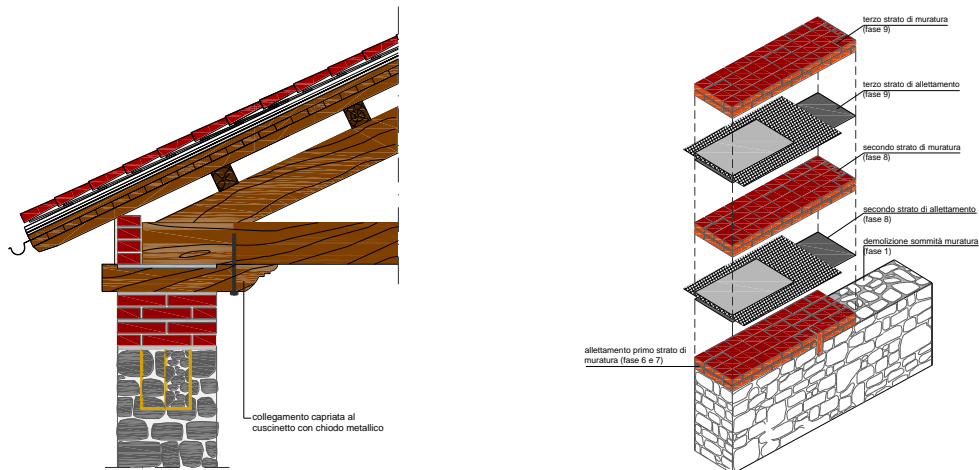 collegamento capriata al
cuscinetto con chiodo metallico
terzo strato di muratura
(fase 9)
terzo strato di allettamento
(fase 9)
secondo strato di muratura
(fase 8)
secondo strato di allettamento
(fase 8)
demolizione sommità muratura
(fase 1)
allettamento primo strato di
muratura (fase 6 e 7)